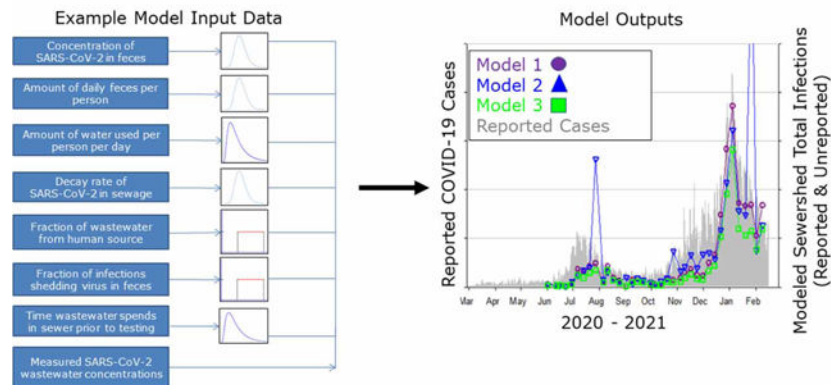 Example Model Input Data
Concentration of
SARS-CoV-2 in feces
Amount of daily feces per
person
Amount of water used per
person per day
Decay rate of
SARS-CoV-2 in sewage
Fraction of wastewater
from human source
Fraction of infections
shedding virus in feces
Time wastewater spends
in sewer prior to testing
Measured SARS-CoV-2
wastewater concentrations
Model Outputs
Reported COVID-19 Cases
Model 1
Model 2
Model 3
Reported Cases
Mar Apr May Jun Jul Aug Sep Oct Nov Dec Jan Feb
2020 - 2021
Modeled Sewershed Total Infections
(Reported & Unreported)